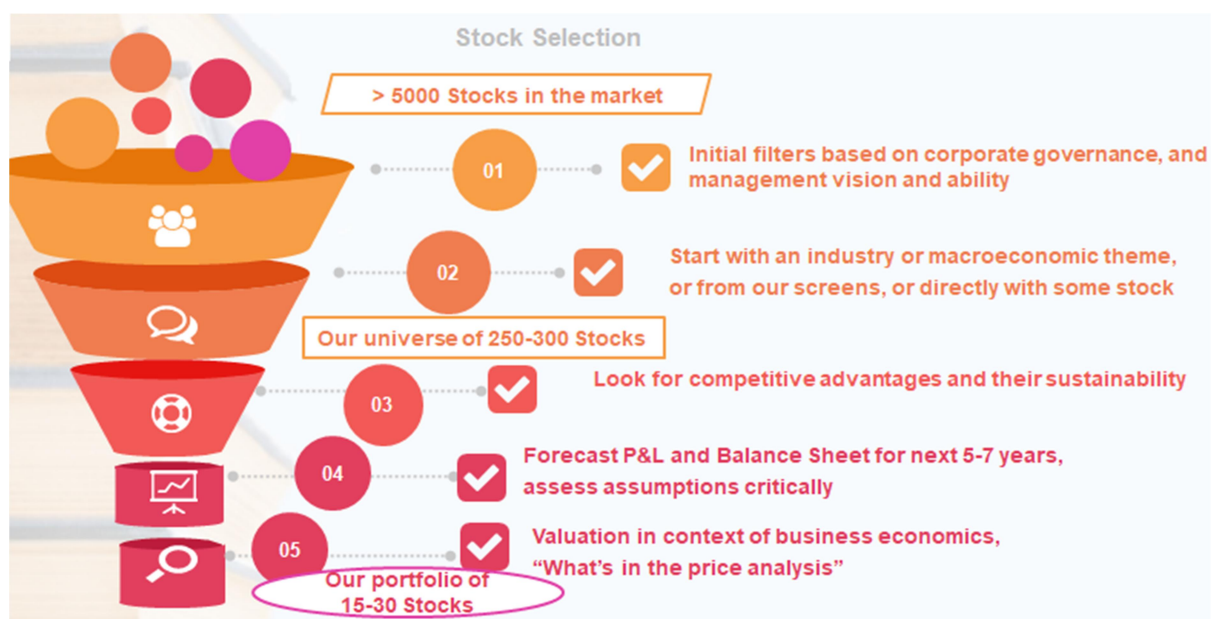 Stock Selection
> 5000 Stocks in the market
01
Initial filters based on corporate governance, and
management vision and ability
02
Start with an industry or macroeconomic theme,
or from our screens, or directly with some stock
Our universe of 250-300 Stocks
03
Look for competitive advantages and their sustainability
04
Forecast P&L and Balance Sheet for next 5-7 years,
assess assumptions critically
05
Valuation in context of business economics,
“What’s in the price analysis”
Our portfolio of
15-30 Stocks